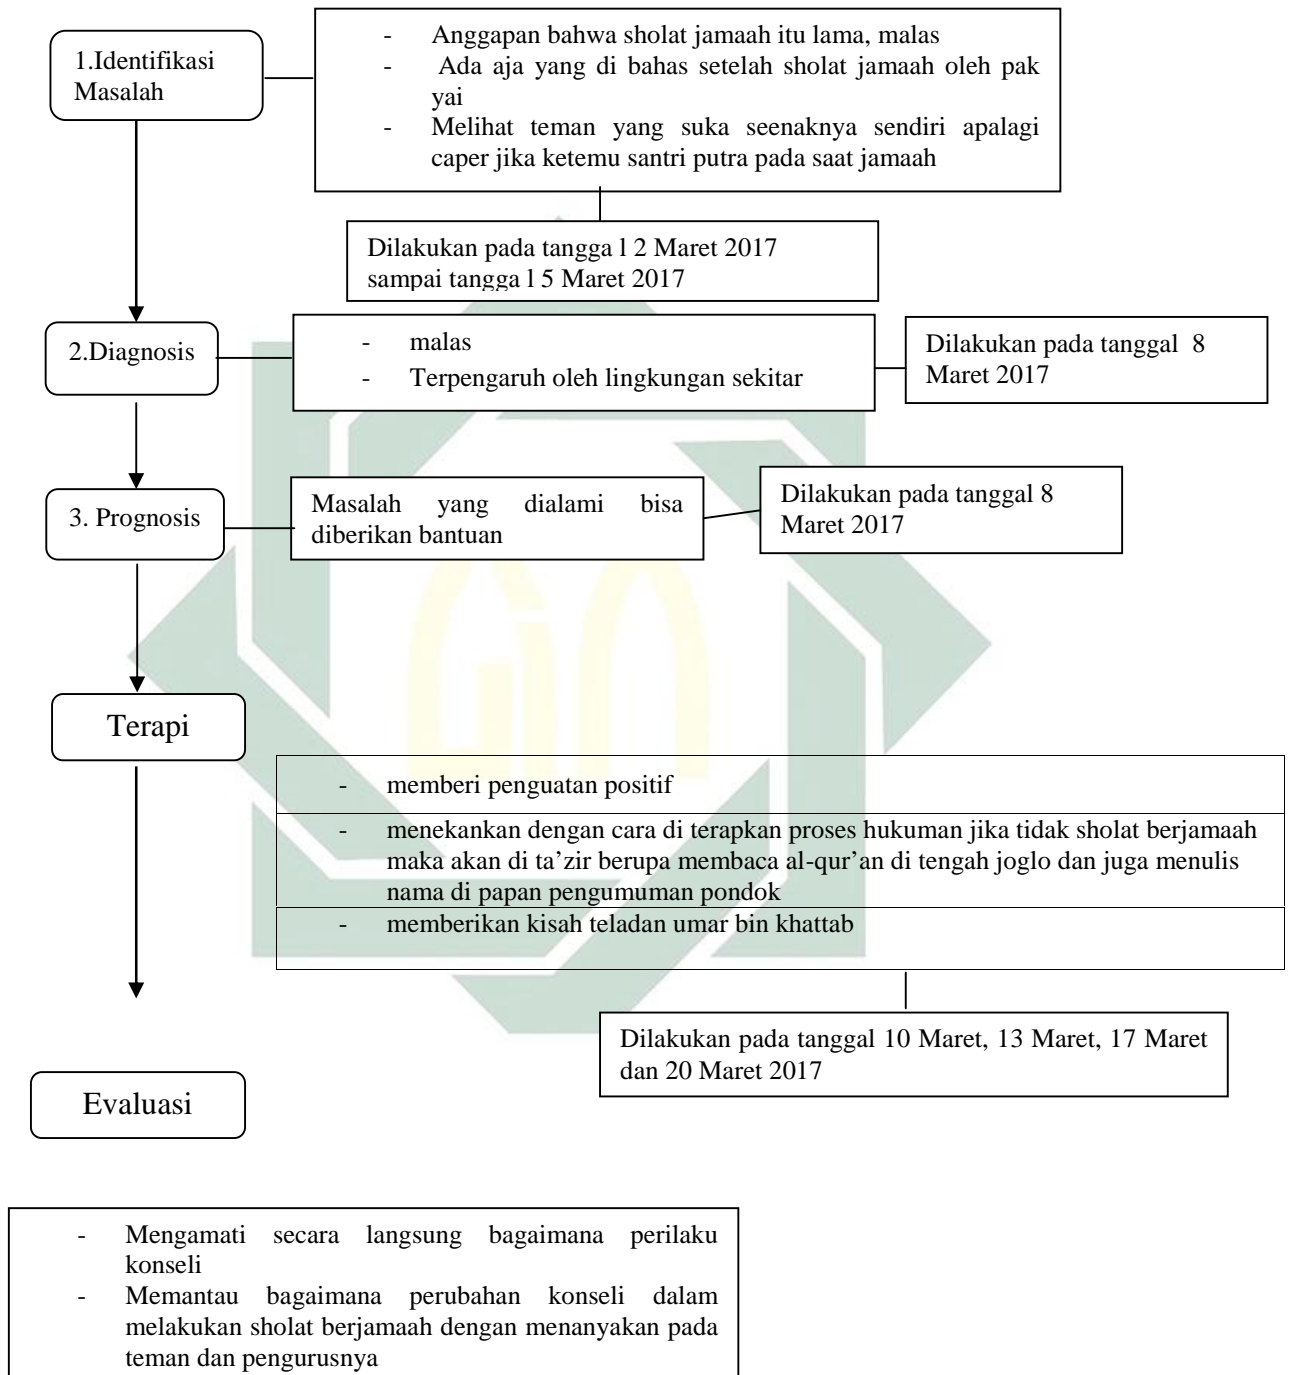 1.Identifikasi
Masalah
- Anggapan bahwa sholat jamaah itu lama, malas
- Ada aja yang di bahas setelah sholat jamaah oleh pak
yai
- Melihat teman yang suka seenaknya sendiri apalagi
caper jika ketemu santri putra pada saat jamaah
Dilakukan pada tangga l 2 Maret 2017
sampai tangga l 5 Maret 2017
2.Diagnosis
- malas
- Terpengaruh oleh lingkungan sekitar
Dilakukan pada tanggal 8
Maret 2017
3. Prognosis
Masalah yang dialami bisa
diberikan bantuan
Dilakukan pada tanggal 8
Maret 2017
Terapi
- memberi penguatan positif
- menekankan dengan cara di terapkan proses hukuman jika tidak sholat berjamaah
maka akan di ta’zir berupa membaca al-qur’an di tengah joglo dan juga menulis
nama di papan pengumuman pondok
- memberikan kisah teladan umar bin khattab
Dilakukan pada tanggal 10 Maret, 13 Maret, 17 Maret
dan 20 Maret 2017
Evaluasi
- Mengamati secara langsung bagaimana perilaku
konseli
- Memantau bagaimana perubahan konseli dalam
melakukan sholat berjamaah dengan menanyakan pada
teman dan pengurusnya